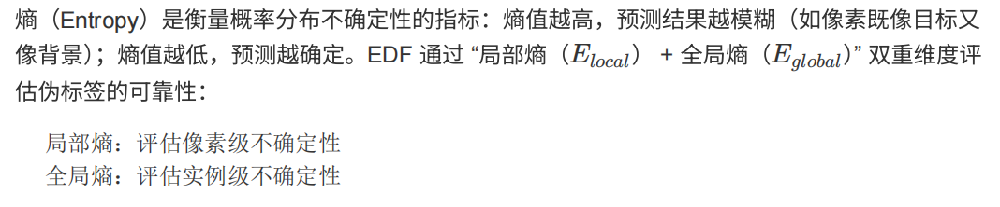 熵（Entropy）是衡量概率分布不确定性的指标：熵值越高，预测结果越模糊（如像素既像目标又
像背景）；熵值越低，预测越确定。EDF 通过 “局部熵（E_{local}） + 全局熵（E_{global})” 双重维度评
估伪标签的可靠性：
局部熵：评估像素级不确定性
全局熵：评估实例级不确定性